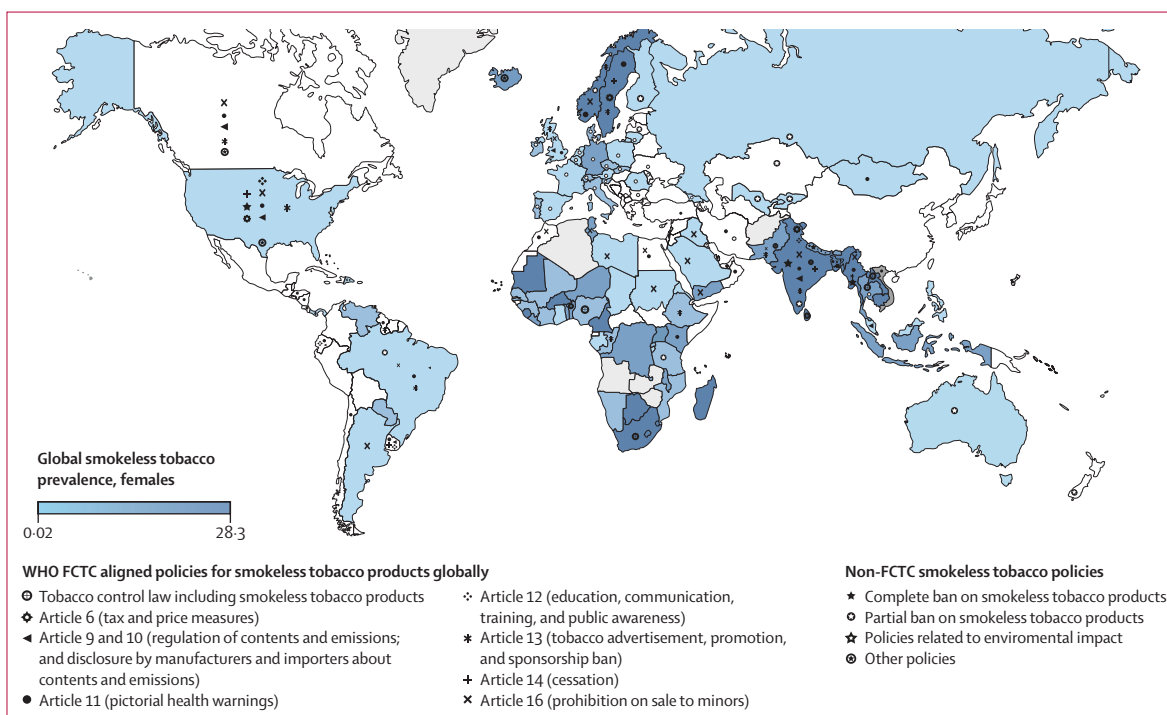 Global smokeless tobacco
prevalence, females
0·02
28·3
WHO FCTC aligned policies for smokeless tobacco products globally
Tobacco control law including smokeless tobacco products
Article 6 (tax and price measures)
Article 9 and 10 (regulation of contents and emissions;
and disclosure by manufacturers and importers about
contents and emissions)
Article 11 (pictorial health warnings)
Article 12 (education, communication,
training, and public awareness)
Article 13 (tobacco advertisement, promotion,
and sponsorship ban)
Article 14 (cessation)
Article 16 (prohibition on sale to minors)
Non-FCTC smokeless tobacco policies
Complete ban on smokeless tobacco products
Partial ban on smokeless tobacco products
Policies related to enviromental impact
Other policies